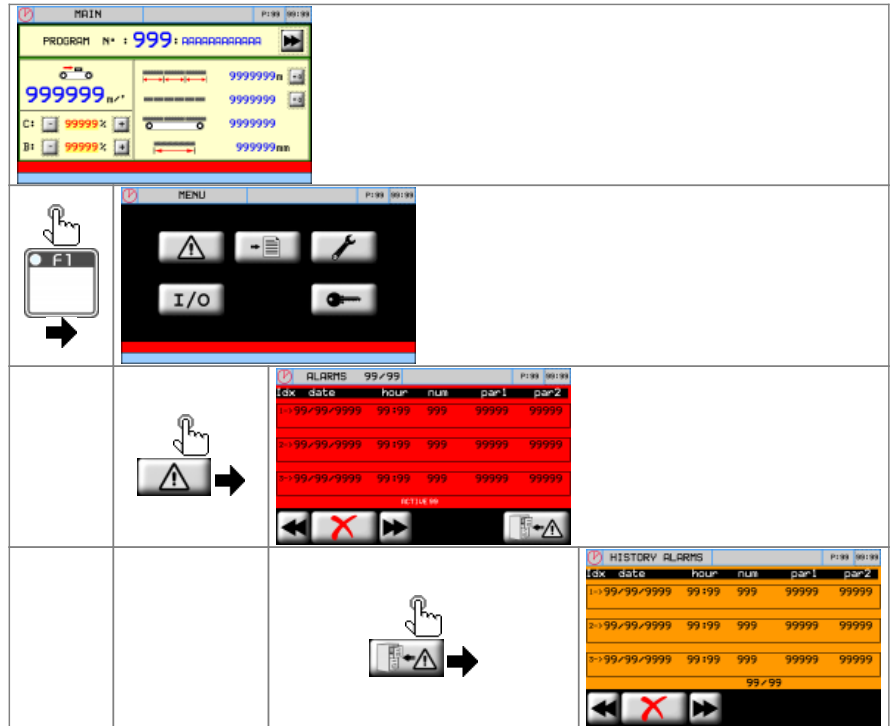 MAIN P:99 99:99
PROGRAM N° : 999: AAAAAAAAAAAA
9999999m +0
999999m/'
9999999 +0
C: - 99999% + 9999999
B: - 99999% + 999999mm
MENU P:99 99:99
F1
I/O
ALARMS 99/99 P:99 99:99
Idx date hour num par1 par2
1->99/99/9999 99:99 999 99999 99999
2->99/99/9999 99:99 999 99999 99999
3->99/99/9999 99:99 999 99999 99999
ACTIVE 99
HISTORY ALARMS P:99 99:99
Idx date hour num par1 par2
1->99/99/9999 99:99 999 99999 99999
2->99/99/9999 99:99 999 99999 99999
3->99/99/9999 99:99 999 99999 99999
99/99